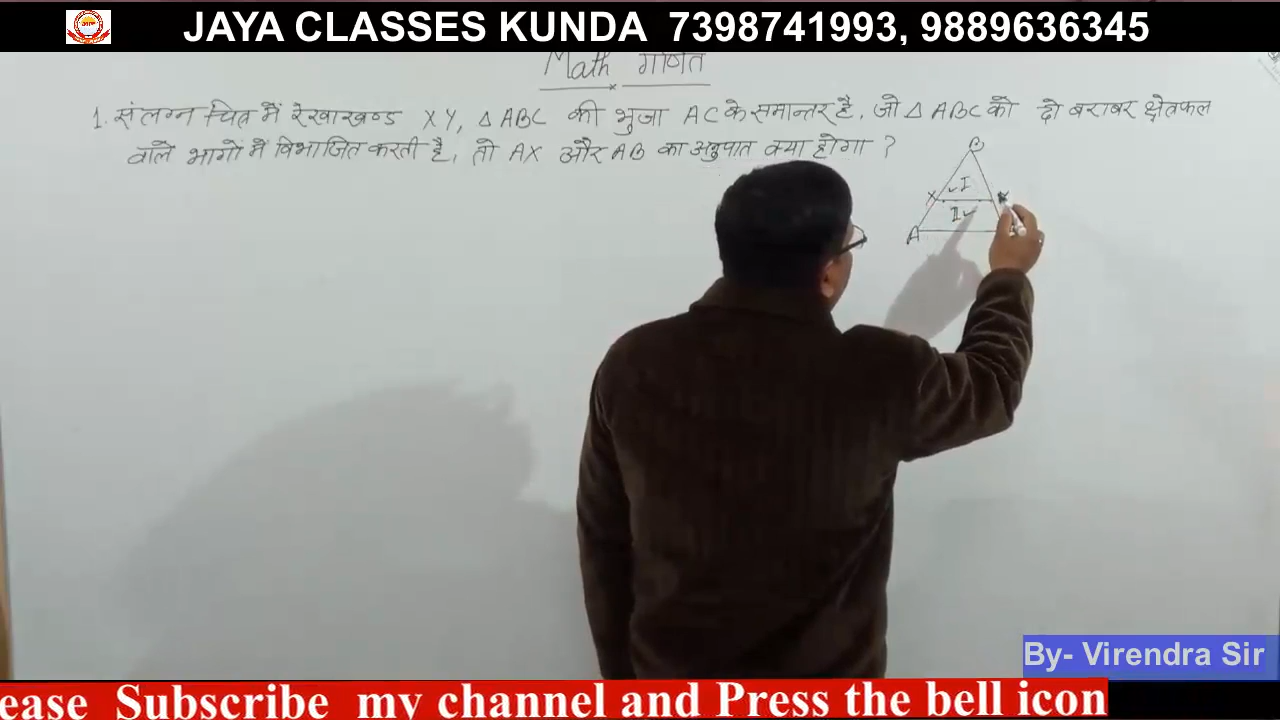 JAYA CLASSES KUNDA 7398741993, 9889636345
Math गणित
1. संलग्न चित्र में रेखाखण्ड XY, △ABC की भुजा AC के समान्तर है, जो △ABC को दो बराबर क्षेत्रफल
वाले भागों में विभाजित करती है, तो AX और AB का अनुपात क्या होगा ?
B
I
X
II
A
By- Virendra Sir
ease Subscribe my channel and Press the bell icon